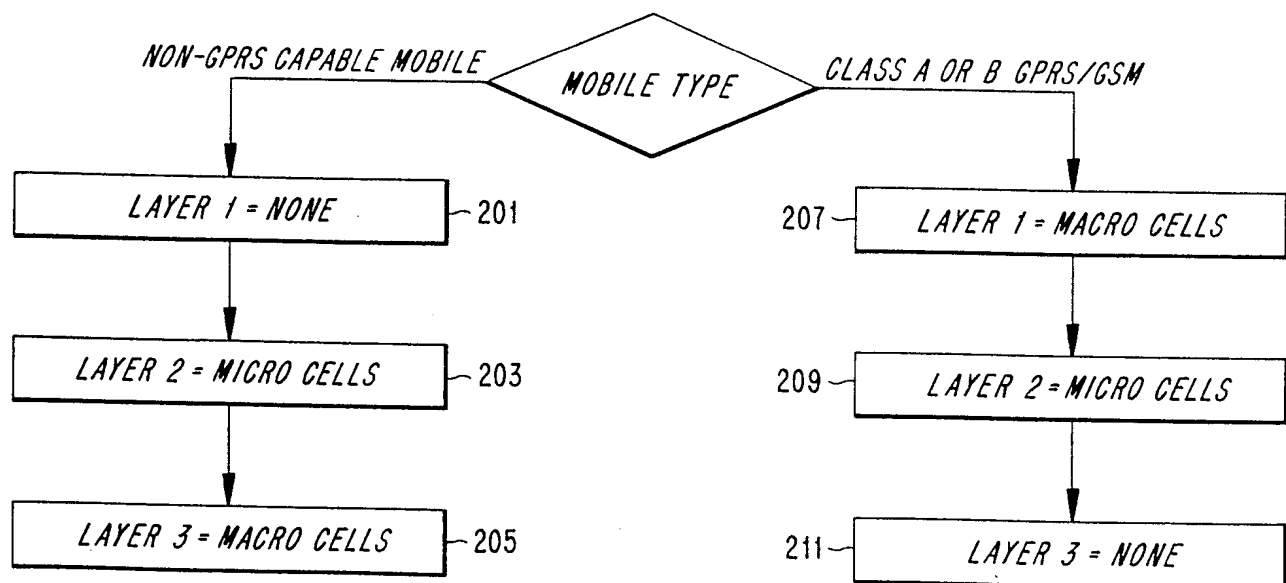 NON-GPRS CAPABLE MOBILE
MOBILE TYPE
CLASS A OR B GPRS/GSM
LAYER 1 = NONE
201
207
LAYER 1 = MACRO CELLS
LAYER 2 = MICRO CELLS
203
209
LAYER 2 = MICRO CELLS
LAYER 3 = MACRO CELLS
205
211
LAYER 3 = NONE